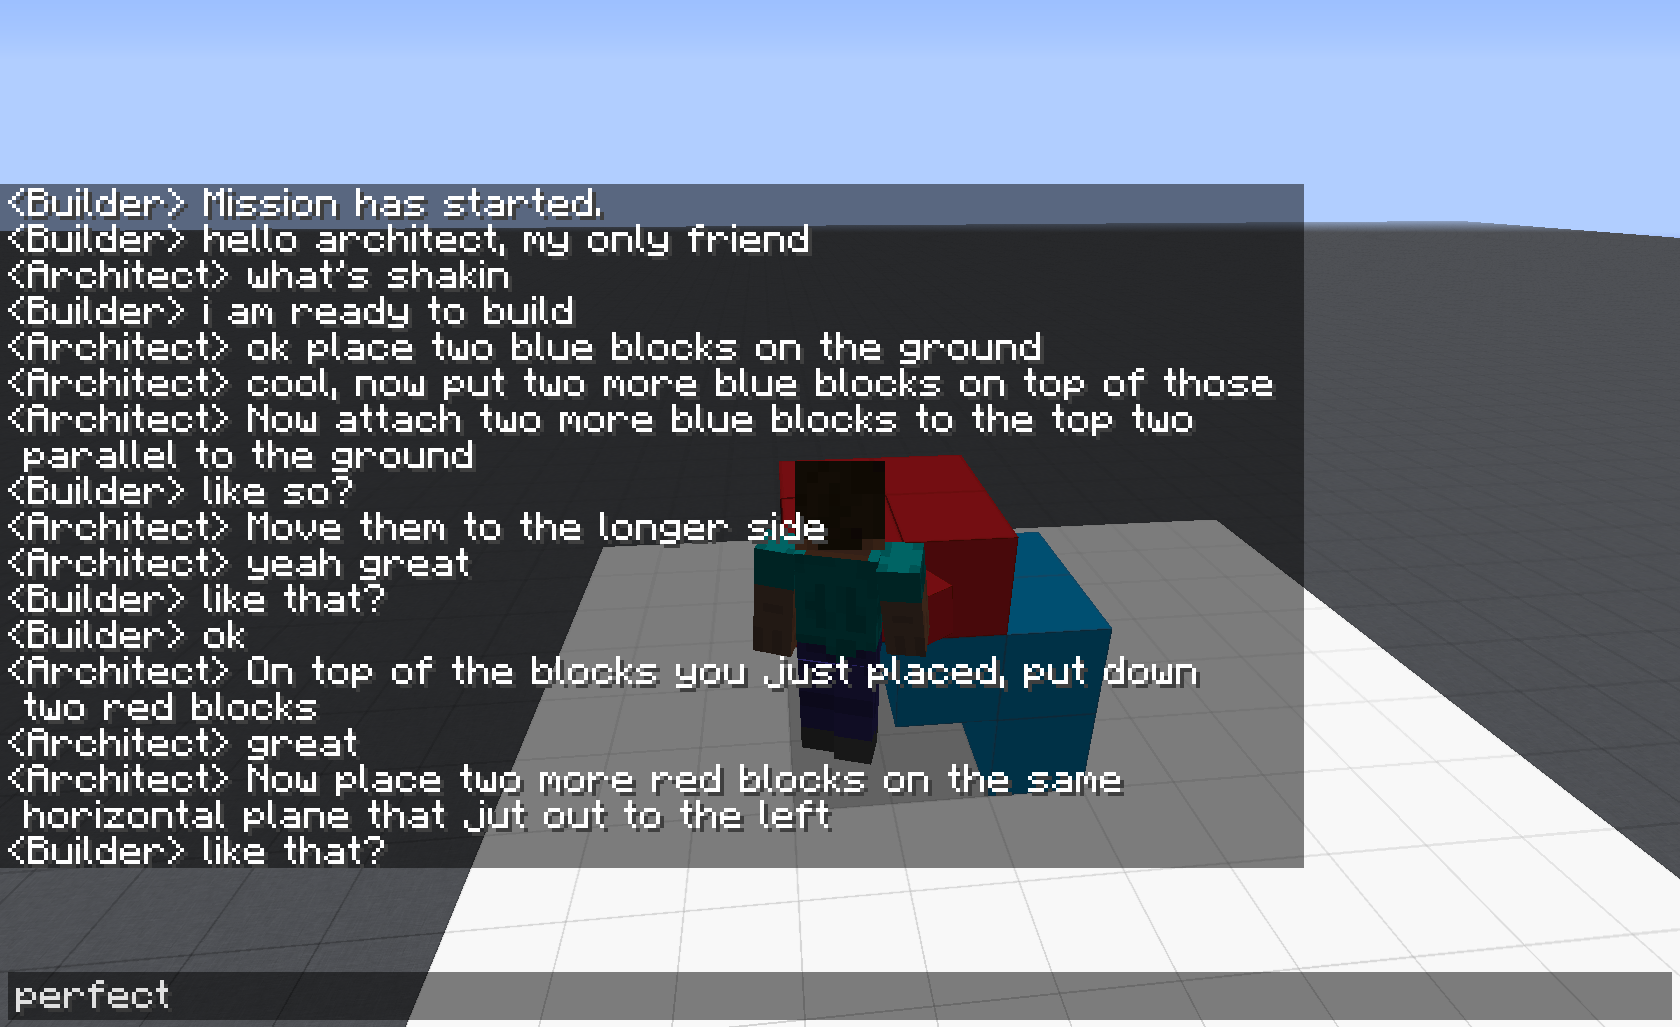 <Builder> Mission has started.
<Builder> hello architect, my only friend
<Architect> what's shakin
<Builder> i am ready to build
<Architect> ok place two blue blocks on the ground
<Architect> cool, now put two more blue blocks on top of those
<Architect> Now attach two more blue blocks to the top two
parallel to the ground
<Builder> like so?
<Architect> Move them to the longer side
<Architect> yeah great
<Builder> like that?
<Builder> ok
<Architect> On top of the blocks you just placed, put down
two red blocks
<Architect> great
<Architect> Now place two more red blocks on the same
horizontal plane that jut out to the left
<Builder> like that?
perfect